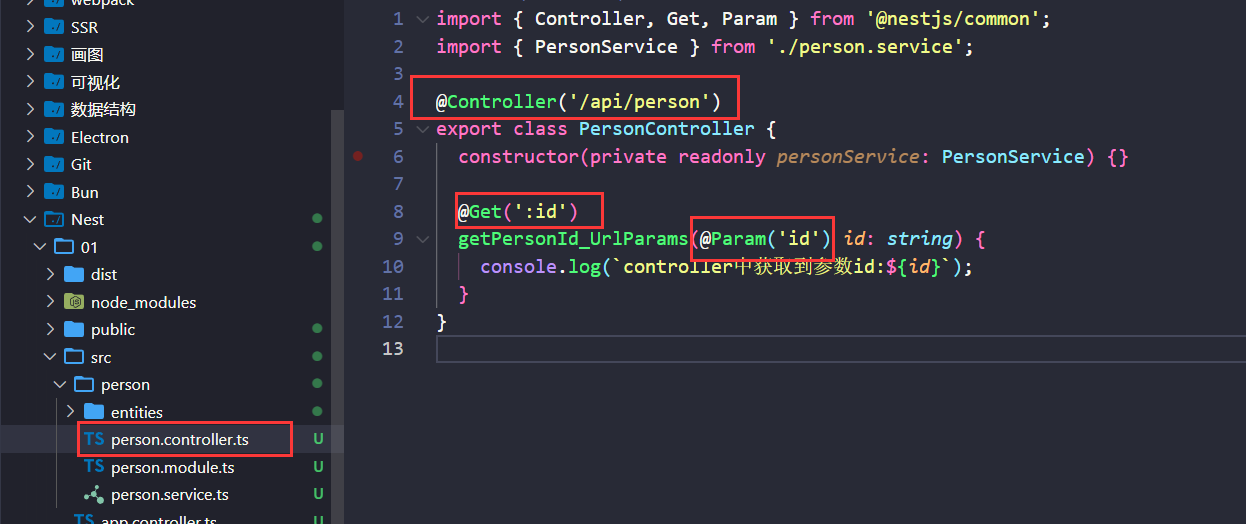 webpack
SSR
画图
可视化
数据结构
Electron
Git
Bun
Nest
01
dist
node_modules
public
src
person
entities
TS person.controller.ts U
TS person.module.ts U
person.service.ts U
TS app.controller.ts U
1 import { Controller, Get, Param } from '@nestjs/common';
2 import { PersonService } from './person.service';
3
4 @Controller('/api/person')
5 export class PersonController {
6 constructor(private readonly personService: PersonService) {}
7
8 @Get(':id')
9 getPersonId_UrlParams(@Param('id') id: string) {
10 console.log(`controller中获取到参数id:${id}`);
11 }
12 }
13